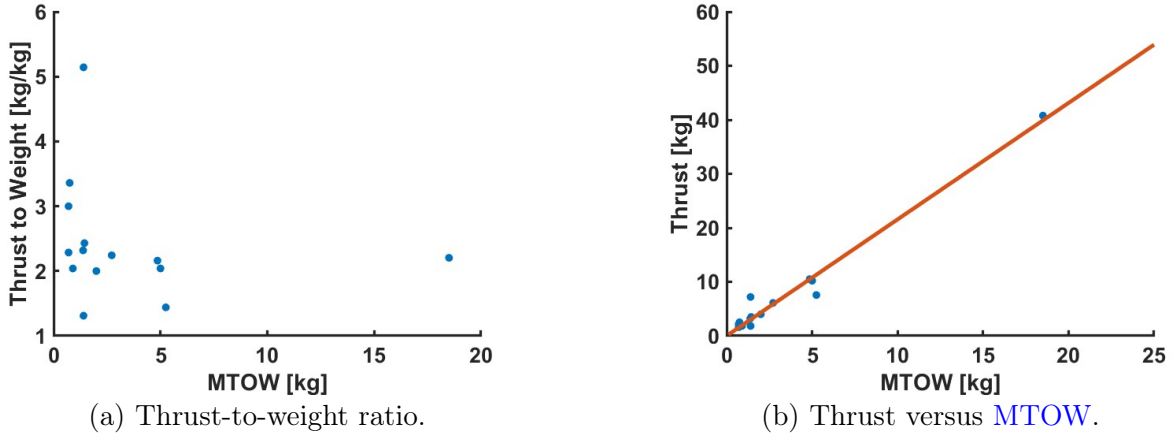 Thrust to Weight [kg/kg]
6
5
4
3
2
1
0 5 10 15 20
MTOW [kg]
(a) Thrust-to-weight ratio.
Thrust [kg]
60
50
40
30
20
10
0
0 5 10 15 20 25
MTOW [kg]
(b) Thrust versus MTOW.